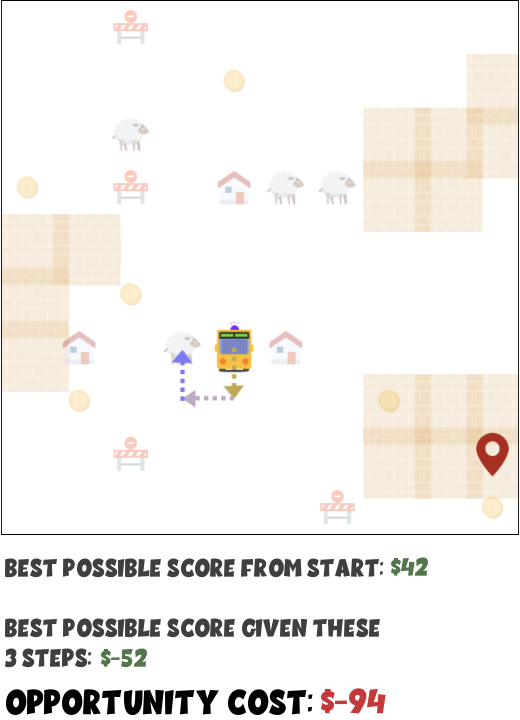 BEST POSSIBLE SCORE FROM START: $42
BEST POSSIBLE SCORE GIVEN THESE
3 STEPS: $-52
OPPORTUNITY COST: $-94